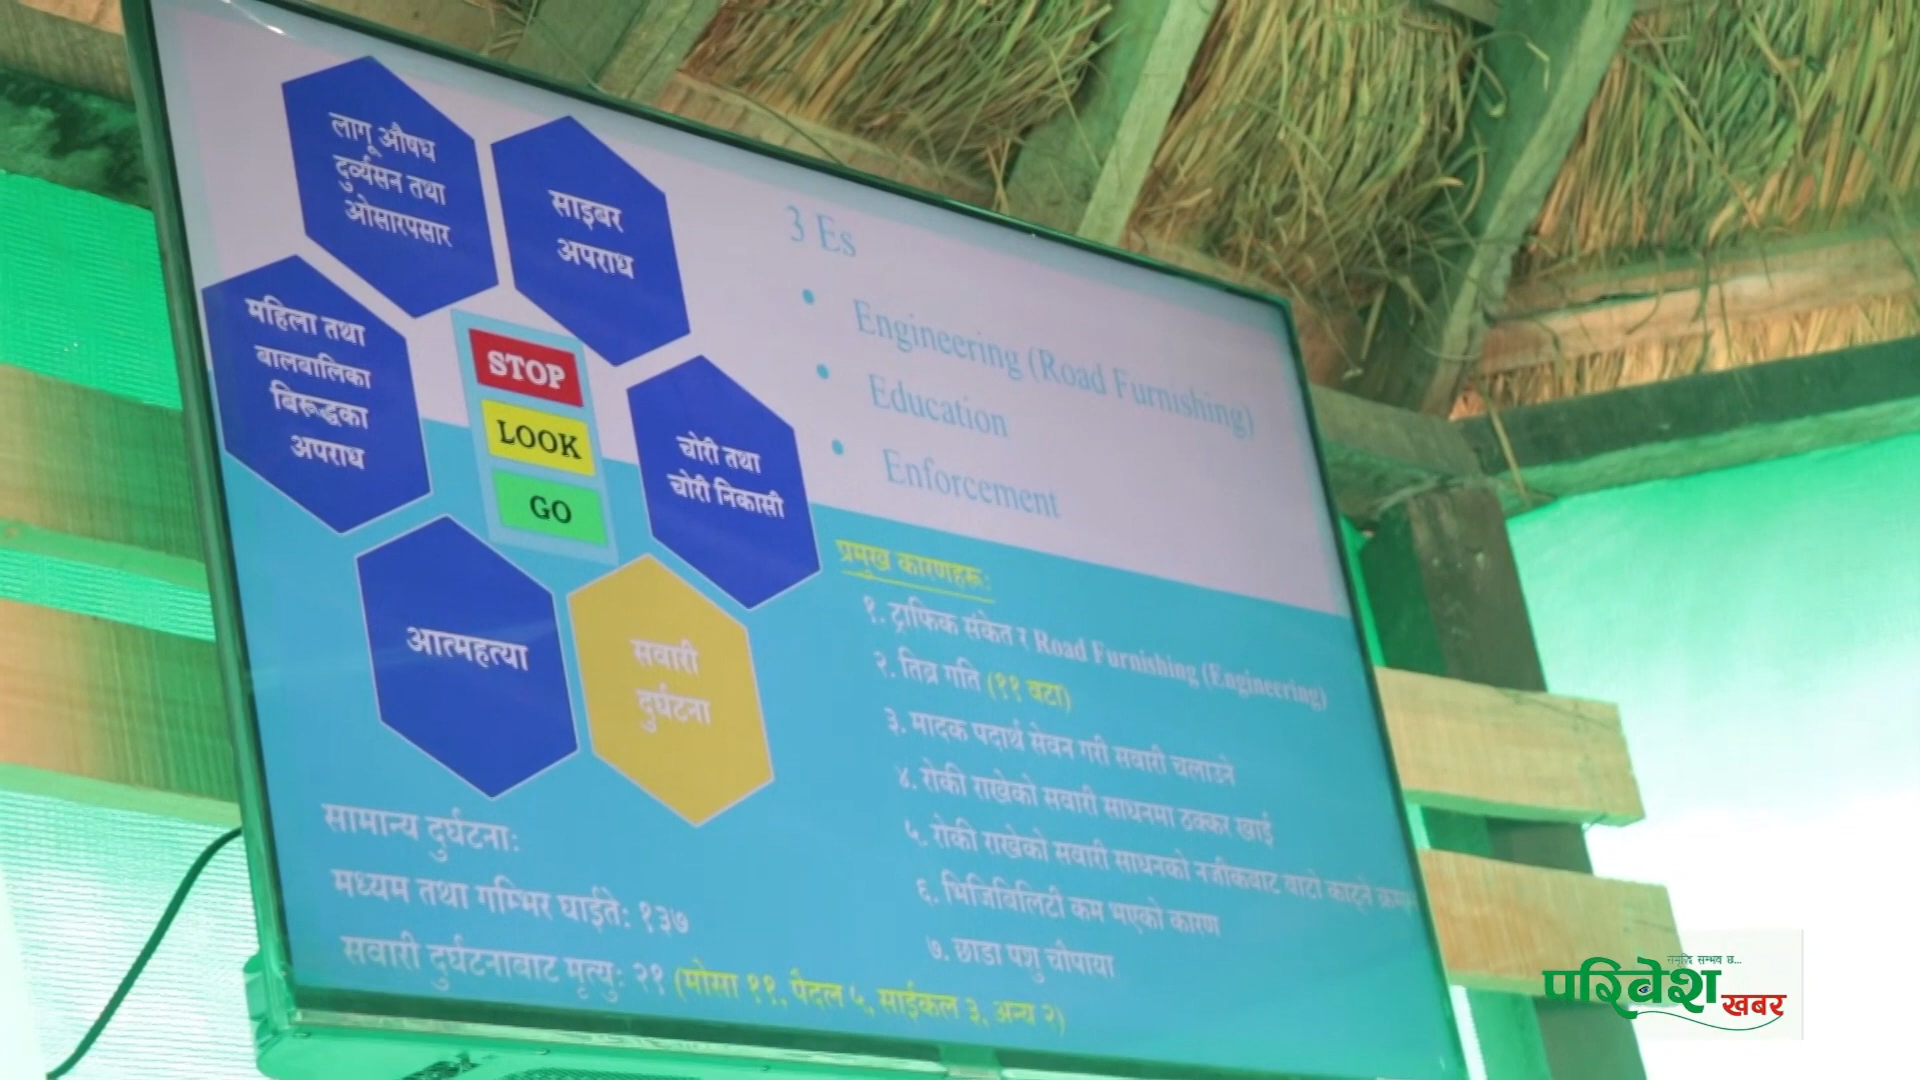 लागू औषध
दुर्व्यसन तथा
ओसारपसार
साइबर
अपराध
महिला तथा
बालबालिका
बिरूद्धका
अपराध
STOP
LOOK
GO
चोरी तथा
चोरी निकासी
आत्महत्या
सवारी
दुर्घटना
3 Es
• Engineering (Road Furnishing)
• Education
• Enforcement
प्रमुख कारणहरू:
१. ट्राफिक संकेत र Road Furnishing (Engineering)
२. तिब्र गति (११ वटा)
३. मादक पदार्थ सेवन गरी सवारी चलाउने
४. रोकी राखेको सवारी साधनमा ठक्कर खाई
५. रोकी राखेको सवारी साधनको नजीकबाट बाटो काट्ने
६. भिजिबिलिटी कम भएको कारण
७. छाडा पशु चौपाया
सामान्य दुर्घटना:
मध्यम तथा गम्भिर घाईते: १३७
सवारी दुर्घटनाबाट मृत्यु: २१ (मोसा ११, पैदल ५, साईकल ३, अन्य २)
समृद्धि सम्भव छ...
परिवेश
खबर